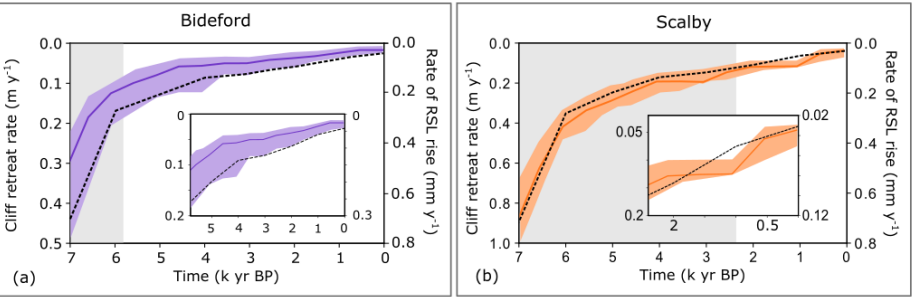 Bideford
Cliff retreat rate (m y-1)
0.0
0.1
0.2
0.3
0.4
0.5
0.0
0.2
0.4
0.6
0.8
Rate of RSL rise (mm y-1)
0
0.1
0.2
0
0.3
5 4 3 2 1 0
7 6 5 4 3 2 1 0
Time (k yr BP)
(a)
Scalby
Cliff retreat rate (m y-1)
0.0
0.2
0.4
0.6
0.8
1.0
0.0
0.2
0.4
0.6
0.8
Rate of RSL rise (mm y-1)
0.05
0.2
0.02
0.12
2 0.5
7 6 5 4 3 2 1 0
Time (k yr BP)
(b)